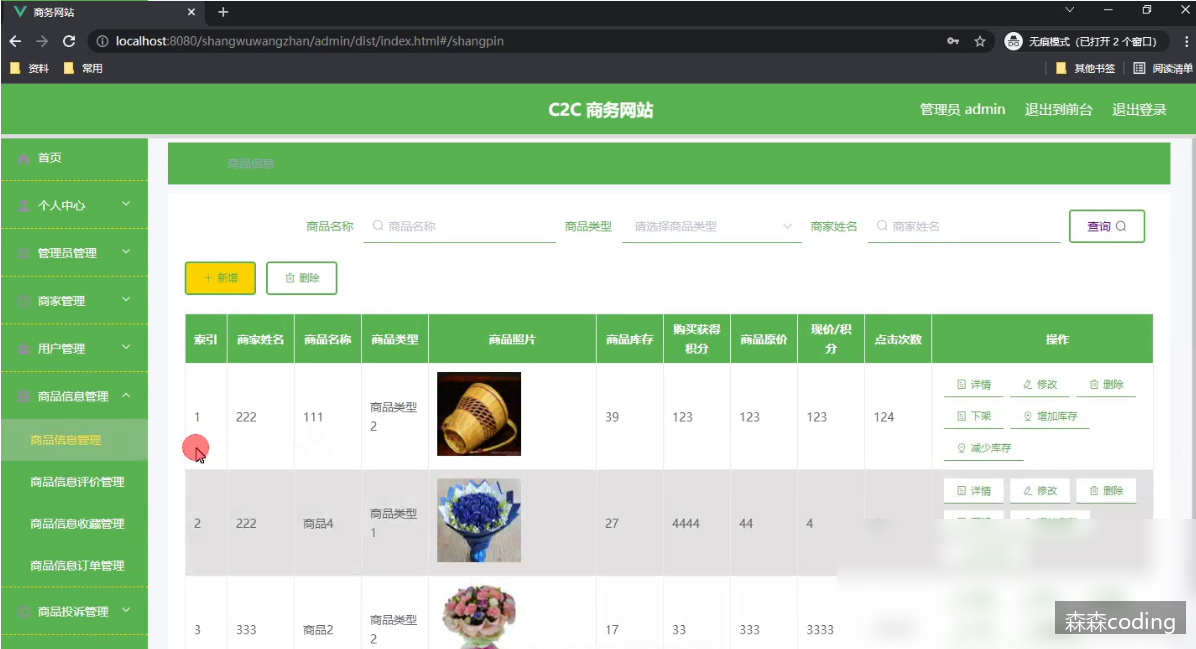 商务网站
localhost:8080/shangwuwangzhan/admin/dist/index.html#/shangpin
无痕模式（已打开 2 个窗口）
资料 常用 其他书签 阅读清单
C2C 商务网站 管理员 admin 退出到前台 退出登录
首页
个人中心
管理员管理
商家管理
用户管理
商品信息管理
商品信息管理
商品信息评价管理
商品信息收藏管理
商品信息订单管理
商品投诉管理
商品信息
商品名称 商品名称 商品类型 请选择商品类型 商家姓名 商家姓名 查询
新增 删除
索引 商家姓名 商品名称 商品类型 商品照片 商品库存 购买获得积分 商品原价 现价/积分 点击次数 操作
1 222 111 商品类型2 39 123 123 123 124 详情 修改 删除
下架 增加库存
减少库存
2 222 商品4 商品类型1 27 4444 44 4 详情 修改 删除
3 333 商品2 商品类型2 17 33 333 3333
森森coding